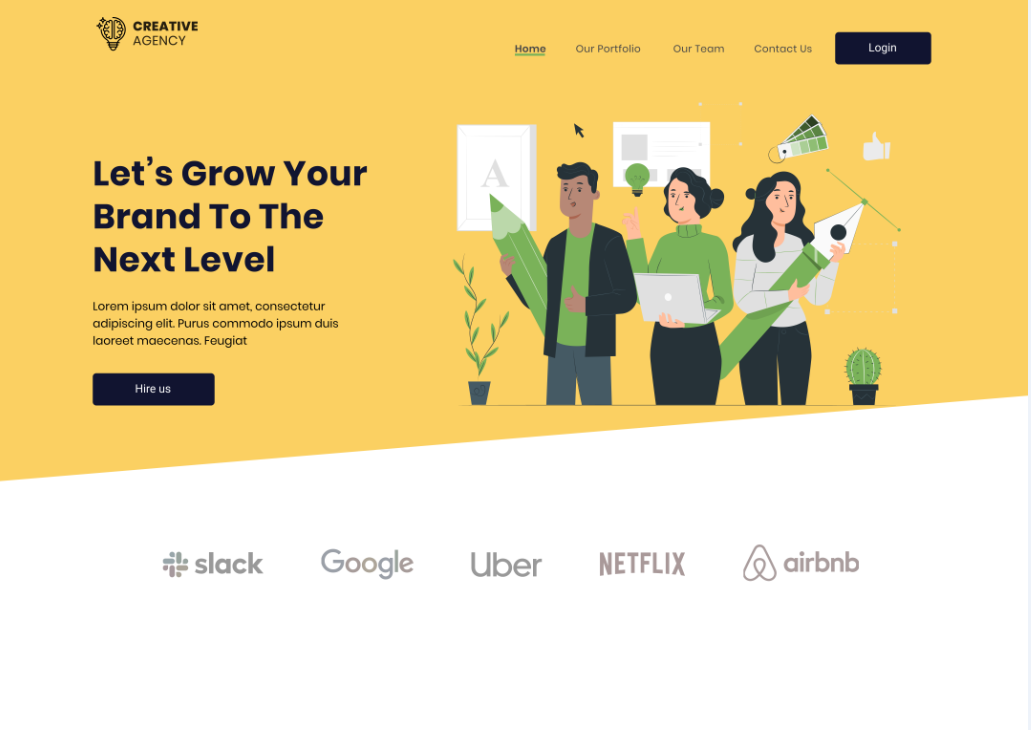 CREATIVE
AGENCY
Home
Our Portfolio
Our Team
Contact Us
Login
A
Let's Grow Your
Brand To The
Next Level
Lorem ipsum dolor sit amet, consectetur
adipiscing elit. Purus commodo ipsum duis
laoreet maecenas. Feugiat
Hire us
slack
Google
Uber
NETFLIX
airbnb